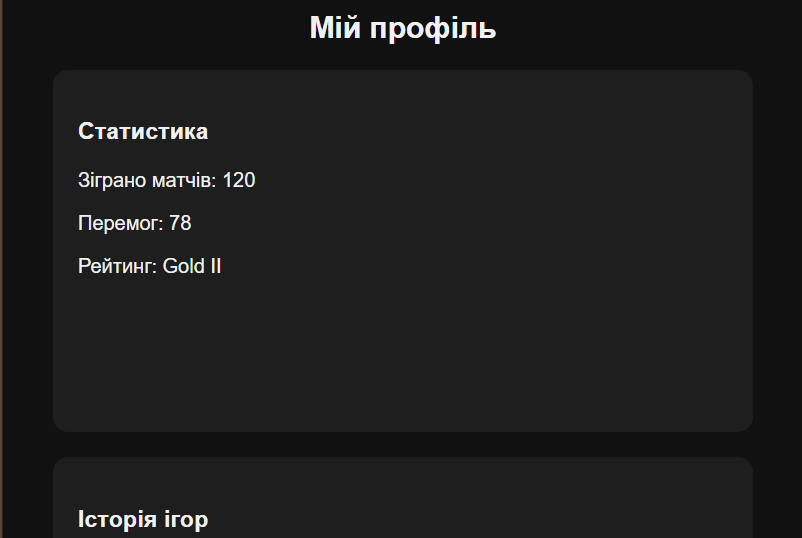 Мій профіль
Статистика
Зіграно матчів: 120
Перемог: 78
Рейтинг: Gold II
Історія ігор